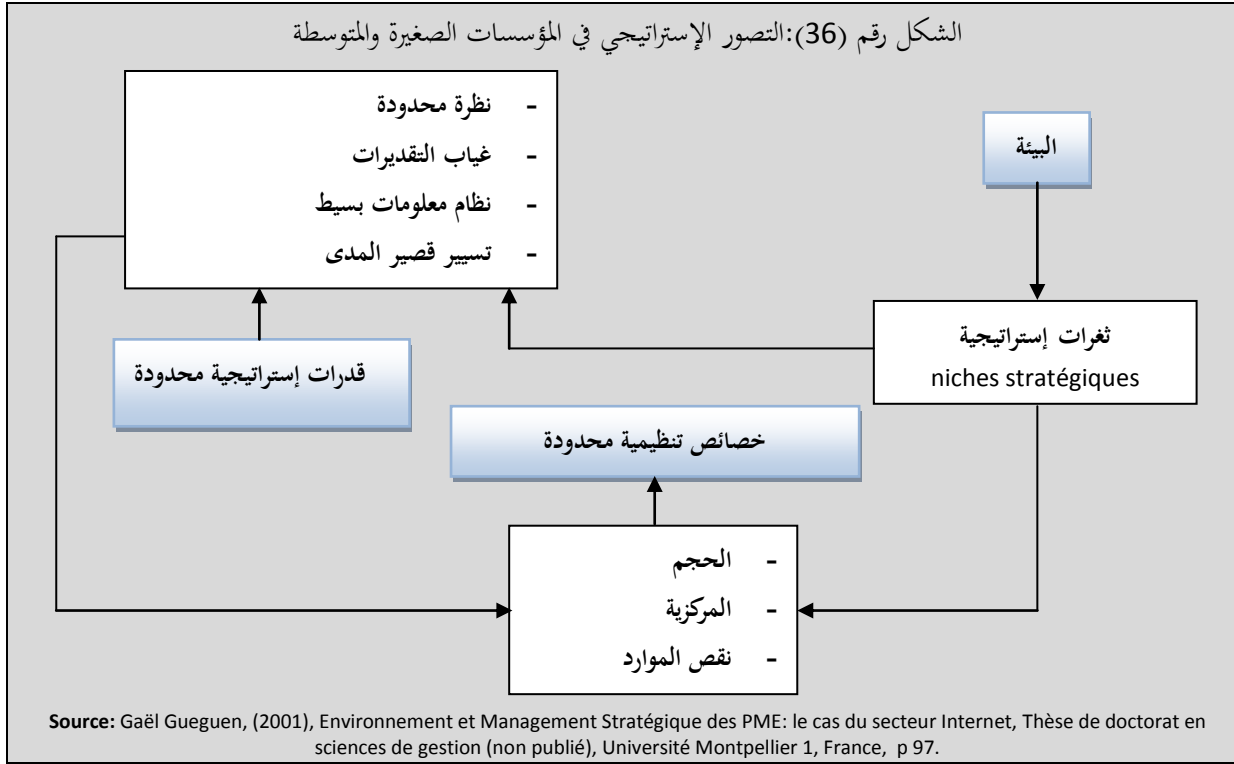 الشكل رقم (36):التصور الإستراتيجي في المؤسسات الصغيرة والمتوسطة
- نظرة محدودة
- غياب التقديرات
- نظام معلومات بسيط
- تسيير قصير المدى
البيئة
ثغرات إستراتيجية
niches stratégiques
قدرات إستراتيجية محدودة
خصائص تنظيمية محدودة
- الحجم
- المركزية
- نقص الموارد
Source: Gaël Gueguen, (2001), Environnement et Management Stratégique des PME: le cas du secteur Internet, Thèse de doctorat en
sciences de gestion (non publié), Université Montpellier 1, France, p 97.